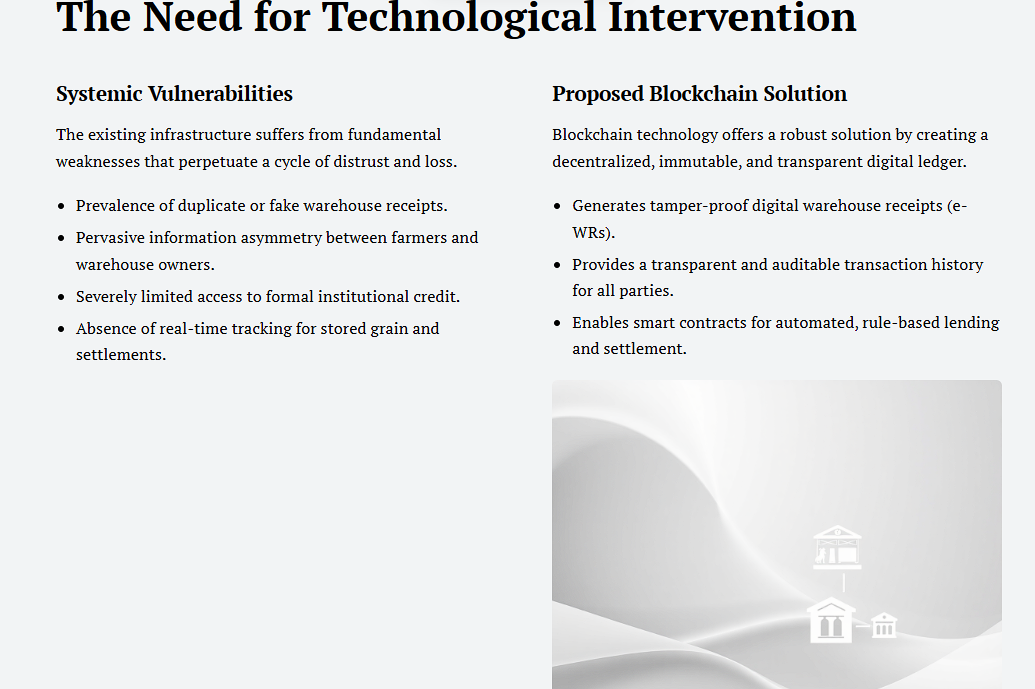 The Need for Technological Intervention
Systemic Vulnerabilities
The existing infrastructure suffers from fundamental
weaknesses that perpetuate a cycle of distrust and loss.
• Prevalence of duplicate or fake warehouse receipts.
• Pervasive information asymmetry between farmers and
warehouse owners.
• Severely limited access to formal institutional credit.
• Absence of real-time tracking for stored grain and
settlements.
Proposed Blockchain Solution
Blockchain technology offers a robust solution by creating a
decentralized, immutable, and transparent digital ledger.
• Generates tamper-proof digital warehouse receipts (e-
WRs).
• Provides a transparent and auditable transaction history
for all parties.
• Enables smart contracts for automated, rule-based lending
and settlement.